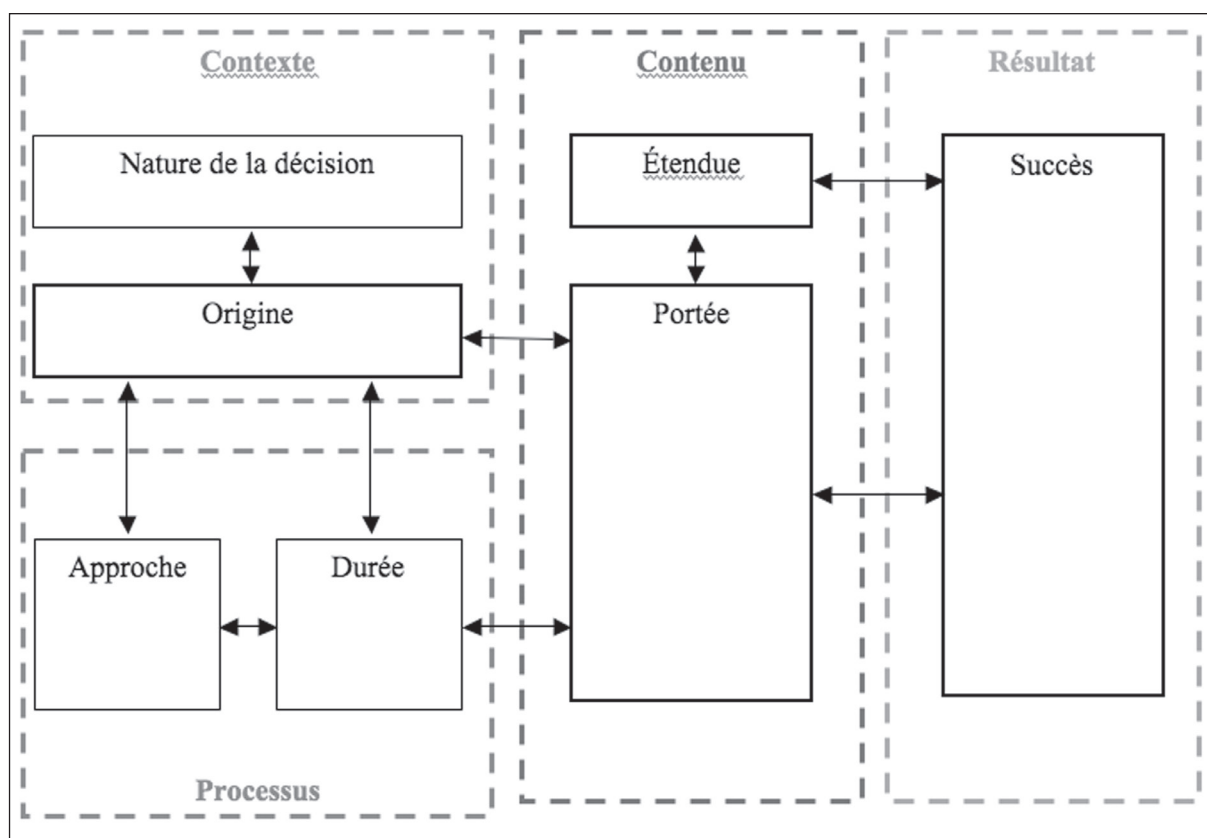 Contexte
Nature de la décision
Origine
Approche
Durée
Processus
Contenu
Étendue
Portée
Résultat
Succès